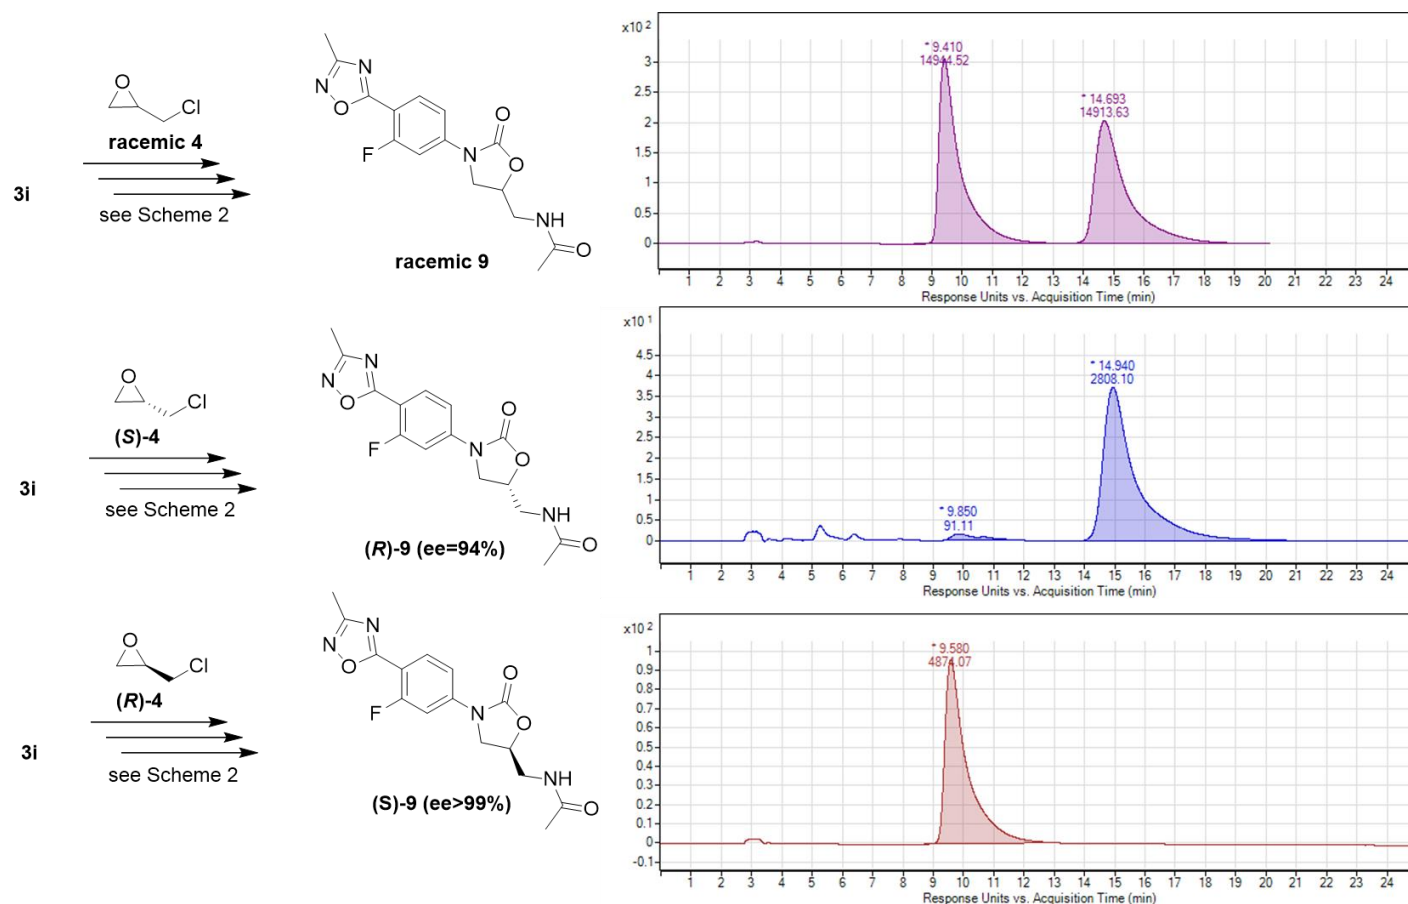 O
Cl
racemic 4
3i
see Scheme 2
N
N
O
F
N
O
O
NH
O
racemic 9
x10 2
* 9.410
14944.52
* 14.693
14913.63
3
2.5
2
1.5
1
0.5
0
1 2 3 4 5 6 7 8 9 10 11 12 13 14 15 16 17 18 19 20 21 22 23 24
Response Units vs. Acquisition Time (min)
O
Cl
(S)-4
3i
see Scheme 2
N
N
O
F
N
O
O
NH
O
(R)-9 (ee=94%)
x10 1
* 14.940
2808.10
* 9.850
91.11
4.5
4
3.5
3
2.5
2
1.5
1
0.5
0
1 2 3 4 5 6 7 8 9 10 11 12 13 14 15 16 17 18 19 20 21 22 23 24
Response Units vs. Acquisition Time (min)
O
Cl
(R)-4
3i
see Scheme 2
N
N
O
F
N
O
O
NH
O
(S)-9 (ee>99%)
x10 2
* 9.580
1
0.9
0.8
0.7
0.6
0.5
0.4
0.3
0.2
0.1
0
-0.1
1 2 3 4 5 6 7 8 9 10 11 12 13 14 15 16 17 18 19 20 21 22 23 24
Response Units vs. Acquisition Time (min)